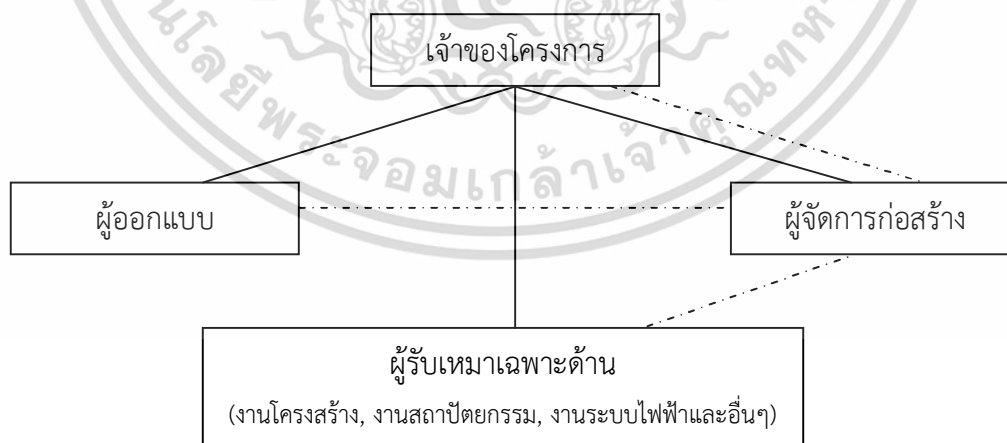 เจ้าของโครงการ
ผู้ออกแบบ
ผู้จัดการก่อสร้าง
ผู้รับเหมาเฉพาะด้าน
(งานโครงสร้าง, งานสถาปัตยกรรม, งานระบบไฟฟ้าและอื่นๆ)